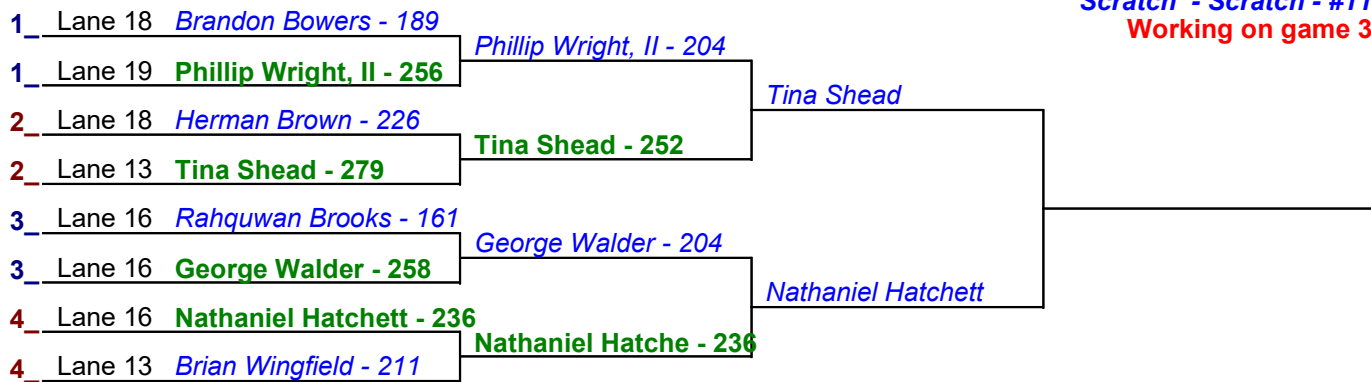 Scratch - Scratch - #11
Working on game 3
1_ Lane 18 Brandon Bowers - 189
Phillip Wright, II - 204
1_ Lane 19 Phillip Wright, II - 256
Tina Shead
2_ Lane 18 Herman Brown - 226
Tina Shead - 252
2_ Lane 13 Tina Shead - 279
3_ Lane 16 Rahquwan Brooks - 161
George Walder - 204
3_ Lane 16 George Walder - 258
Nathaniel Hatchett
4_ Lane 16 Nathaniel Hatchett - 236
Nathaniel Hatche - 236
4_ Lane 13 Brian Wingfield - 211